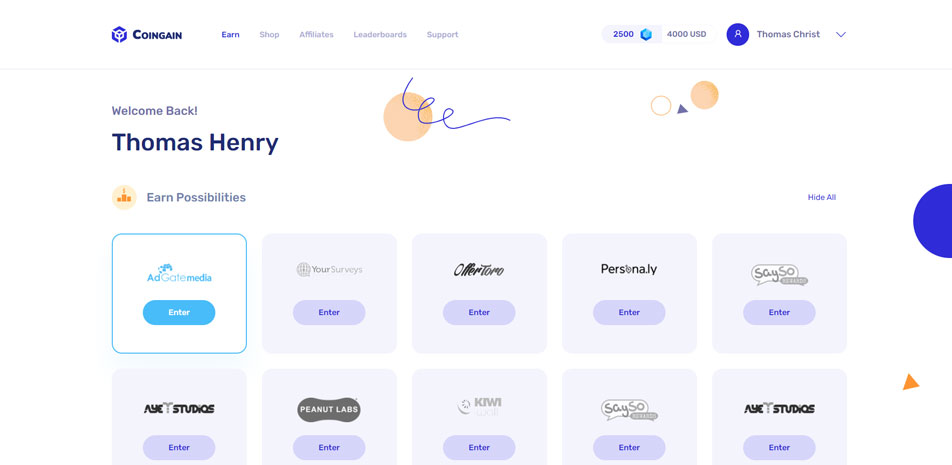 COINGAIN
Earn
Shop
Affiliates
Leaderboards
Support
2500
4000 USD
Thomas Christ
Welcome Back!
Thomas Henry
Earn Possibilities
Hide All
AdGatemedia
YourSurveys
OfferToro
Persona.ly
SaySo
REWARDS
Enter
Enter
Enter
Enter
Enter
AYET STUDIOS
PEANUT LABS
KIWI
wall
SaySo
REWARDS
AYET STUDIOS
Enter
Enter
Enter
Enter
Enter